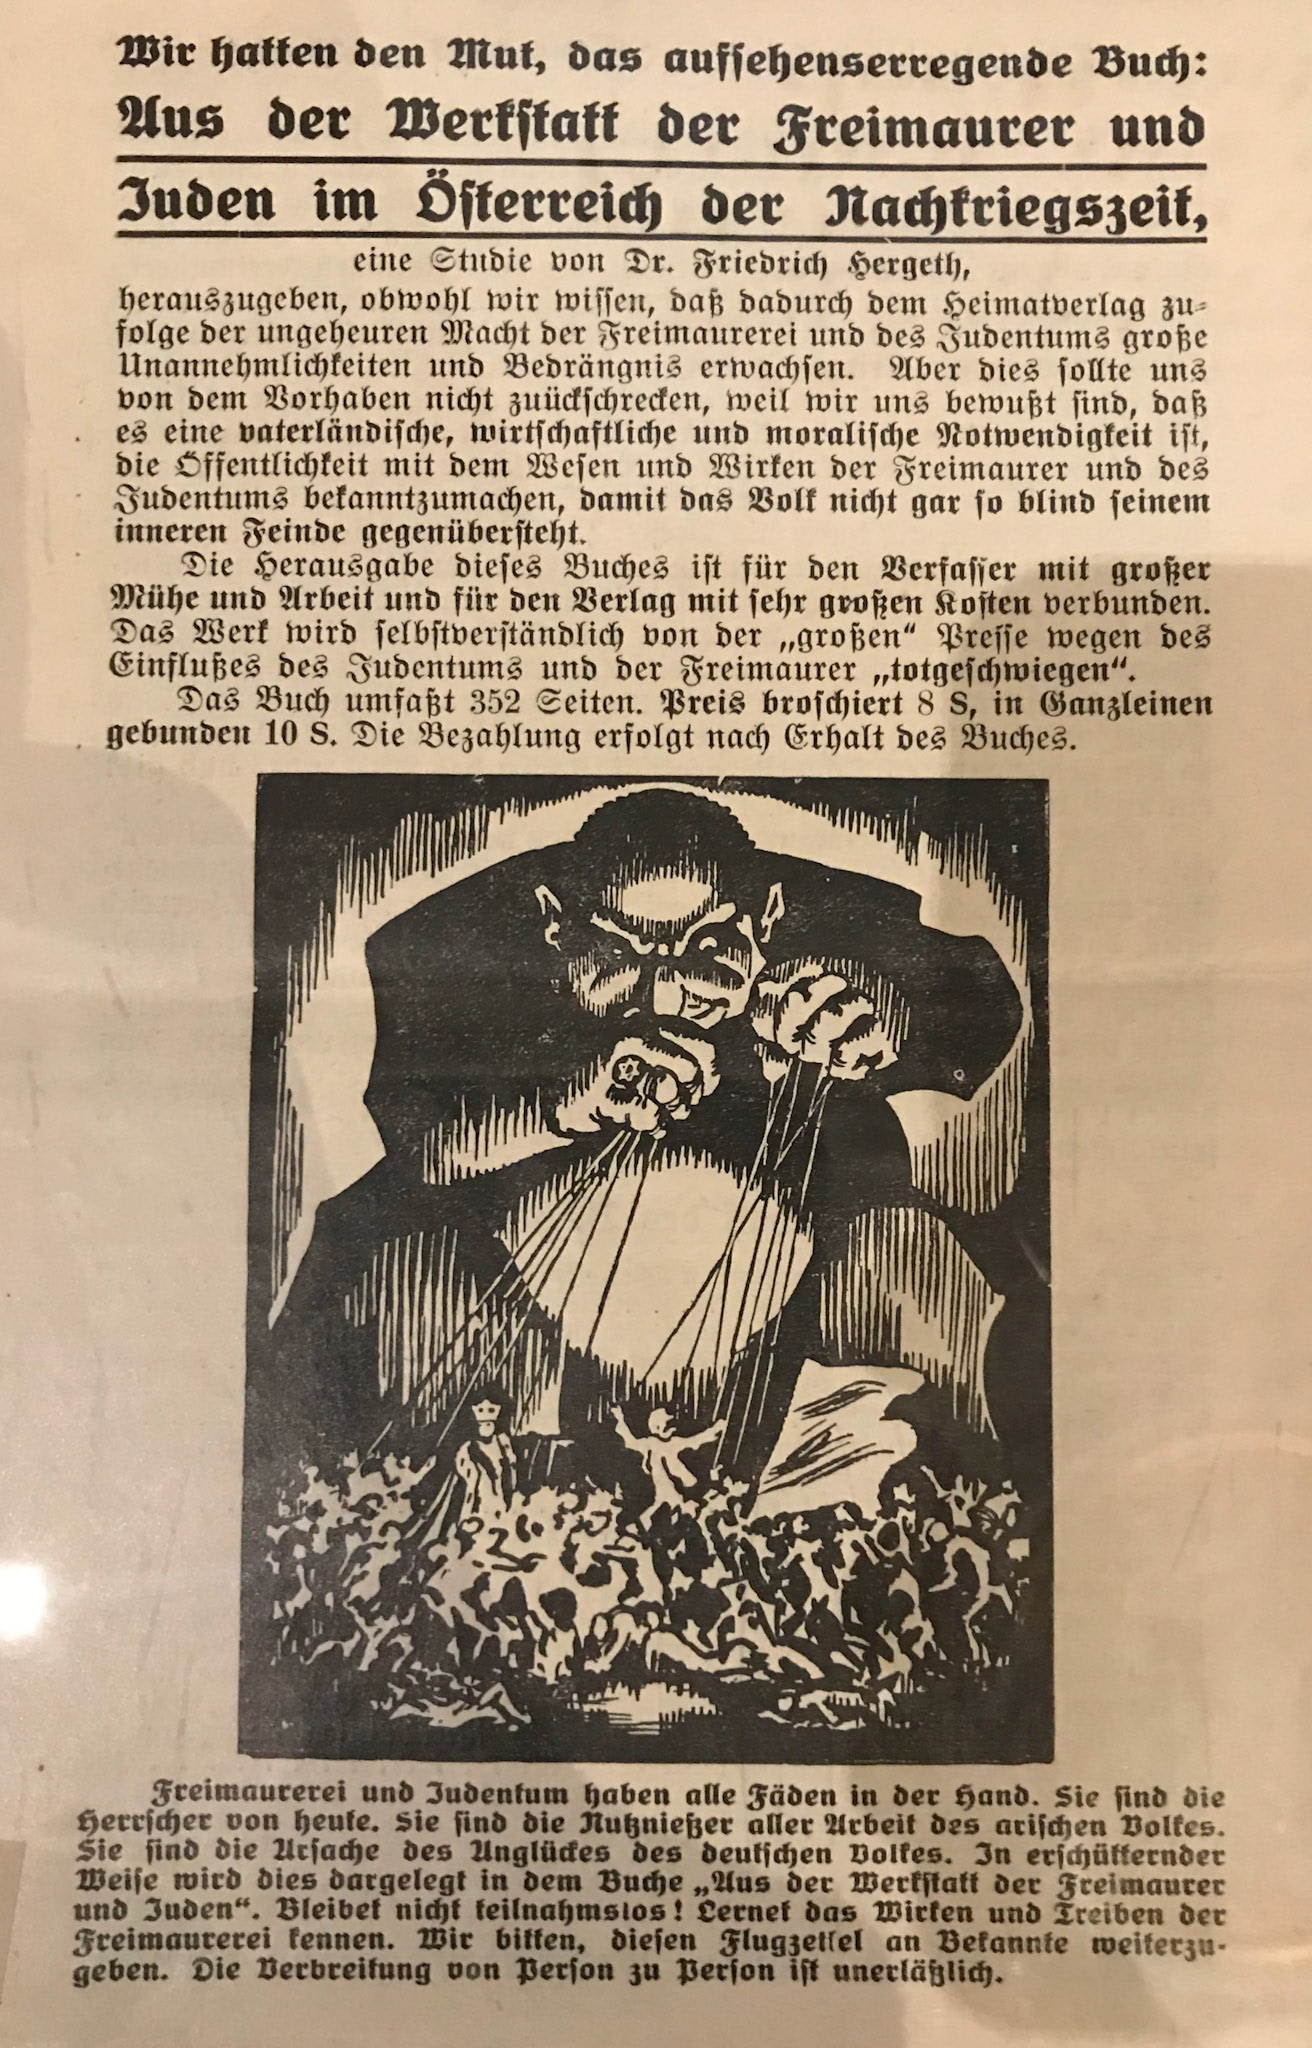 Wir hatten den Mut, das aufsehenserregende Buch:
Aus der Werkstatt der Freimaurer und
Juden im Österreich der Nachkriegszeit,
eine Studie von Dr. Friedrich Hergeth,
herauszugeben, obwohl wir wissen, daß dadurch dem Heimatverlag zu-
folge der ungeheuren Macht der Freimaurerei und des Judentums große
Unannehmlichkeiten und Bedrängnis erwachsen. Aber dies sollte uns
von dem Vorhaben nicht zuückschrecken, weil wir uns bewußt sind, daß
es eine vaterländische, wirtschaftliche und moralische Notwendigkeit ist,
die Öffentlichkeit mit dem Wesen und Wirken der Freimaurer und des
Judentums bekanntzumachen, damit das Volk nicht gar so blind seinem
inneren Feinde gegenübersteht.
Die Herausgabe dieses Buches ist für den Verfasser mit großer
Mühe und Arbeit und für den Verlag mit sehr großen Kosten verbunden.
Das Werk wird selbstverständlich von der „großen“ Presse wegen des
Einflußes des Judentums und der Freimaurer „totgeschwiegen“.
Das Buch umfaßt 352 Seiten. Preis broschiert 8 S, in Ganzleinen
gebunden 10 S. Die Bezahlung erfolgt nach Erhalt des Buches.
Freimaurerei und Judentum haben alle Fäden in der Hand. Sie sind die
Herrscher von heute. Sie sind die Nutznießer aller Arbeit des arischen Volkes.
Sie sind die Ursache des Unglückes des deutschen Volkes. In erschütternder
Weise wird dies dargelegt in dem Buche „Aus der Werkstatt der Freimaurer
und Juden“. Bleibet nicht teilnahmslos! Lernet das Wirken und Treiben der
Freimaurerei kennen. Wir bitten, diesen Flugzettel an Bekannte weiterzu-
geben. Die Verbreitung von Person zu Person ist unerläßlich.